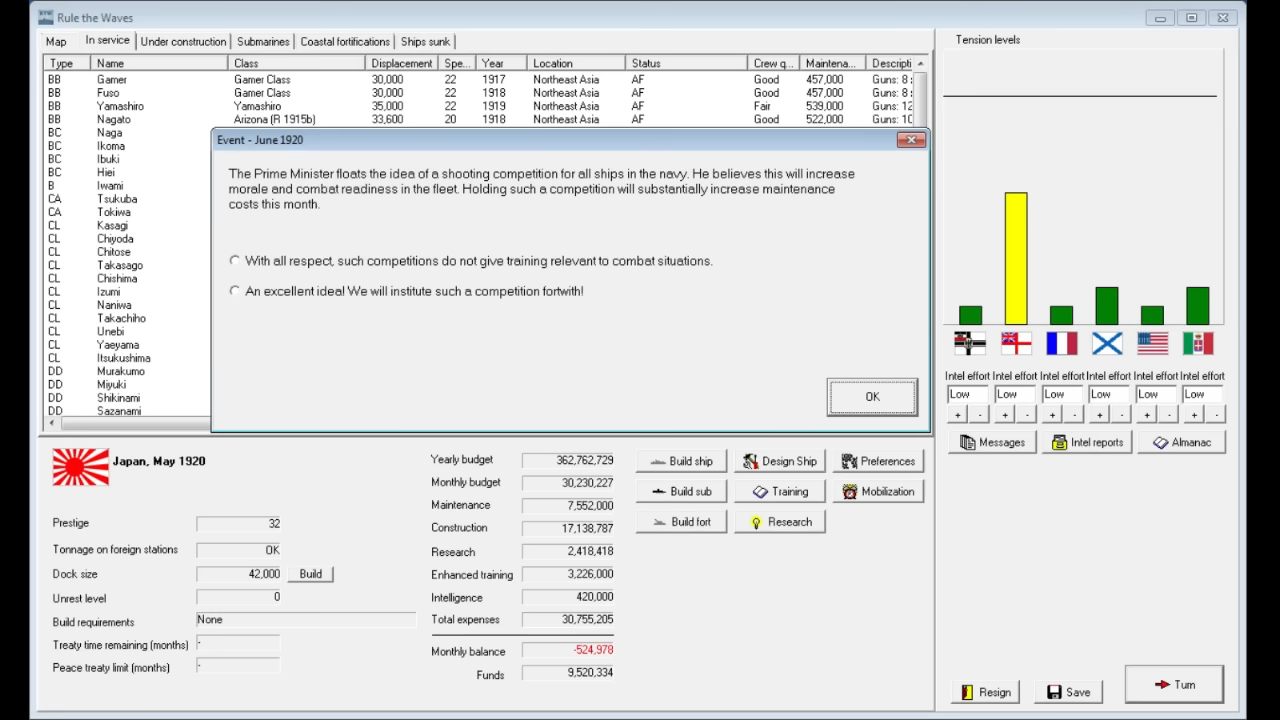 Rule the Waves
Map In service Under construction Submarines Coastal fortifications Ships sunk
Type Name Class Displacement Spe... Year Location Status Crew q... Maintena... Descripti
BB Gamer Gamer Class 30,000 22 1917 Northeast Asia AF Good 457,000 Guns: 8
BB Fuso Gamer Class 30,000 22 1918 Northeast Asia AF Good 457,000 Guns: 8
BB Yamashiro Yamashiro 35,000 22 1919 Northeast Asia AF Fair 539,000 Guns: 12
BB Nagato Arizona (R 1915b) 33,600 20 1918 Northeast Asia AF Good 522,000 Guns: 10
BC Naga
BC Ikoma
BC Ibuki
BC Hiei
B Iwami
CA Tsukuba
CA Tokiwa
CL Kasagi
CL Chiyoda
CL Chitose
CL Takasago
CL Chishima
CL Izumi
CL Naniwa
CL Takachiho
CL Unebi
CL Yaeyama
CL Itsukushima
DD Murakumo
DD Miyuki
DD Shikinami
DD Sazanami
Event - June 1920
The Prime Minister floats the idea of a shooting competition for all ships in the navy. He believes this will increase
morale and combat readiness in the fleet. Holding such a competition will substantially increase maintenance
costs this month.
With all respect, such competitions do not give training relevant to combat situations.
An excellent idea! We will institute such a competition forthwith!
OK
Tension levels
Intel effort Intel effort Intel effort Intel effort Intel effort Intel effort
Low Low Low Low Low Low
+ - + - + - + - + - + -
Messages Intel reports Almanac
Japan, May 1920
Prestige 32
Tonnage on foreign stations OK
Dock size 42,000 Build
Unrest level 0
Build requirements None
Treaty time remaining (months) -
Peace treaty limit (months) -
Yearly budget 362,762,729
Monthly budget 30,230,227
Maintenance 7,552,000
Construction 17,138,787
Research 2,418,418
Enhanced training 3,226,000
Intelligence 420,000
Total expenses 30,755,205
Monthly balance -524,978
Funds 9,520,334
Build ship Design Ship Preferences
Build sub Training Mobilization
Build fort Research
Resign Save Turn